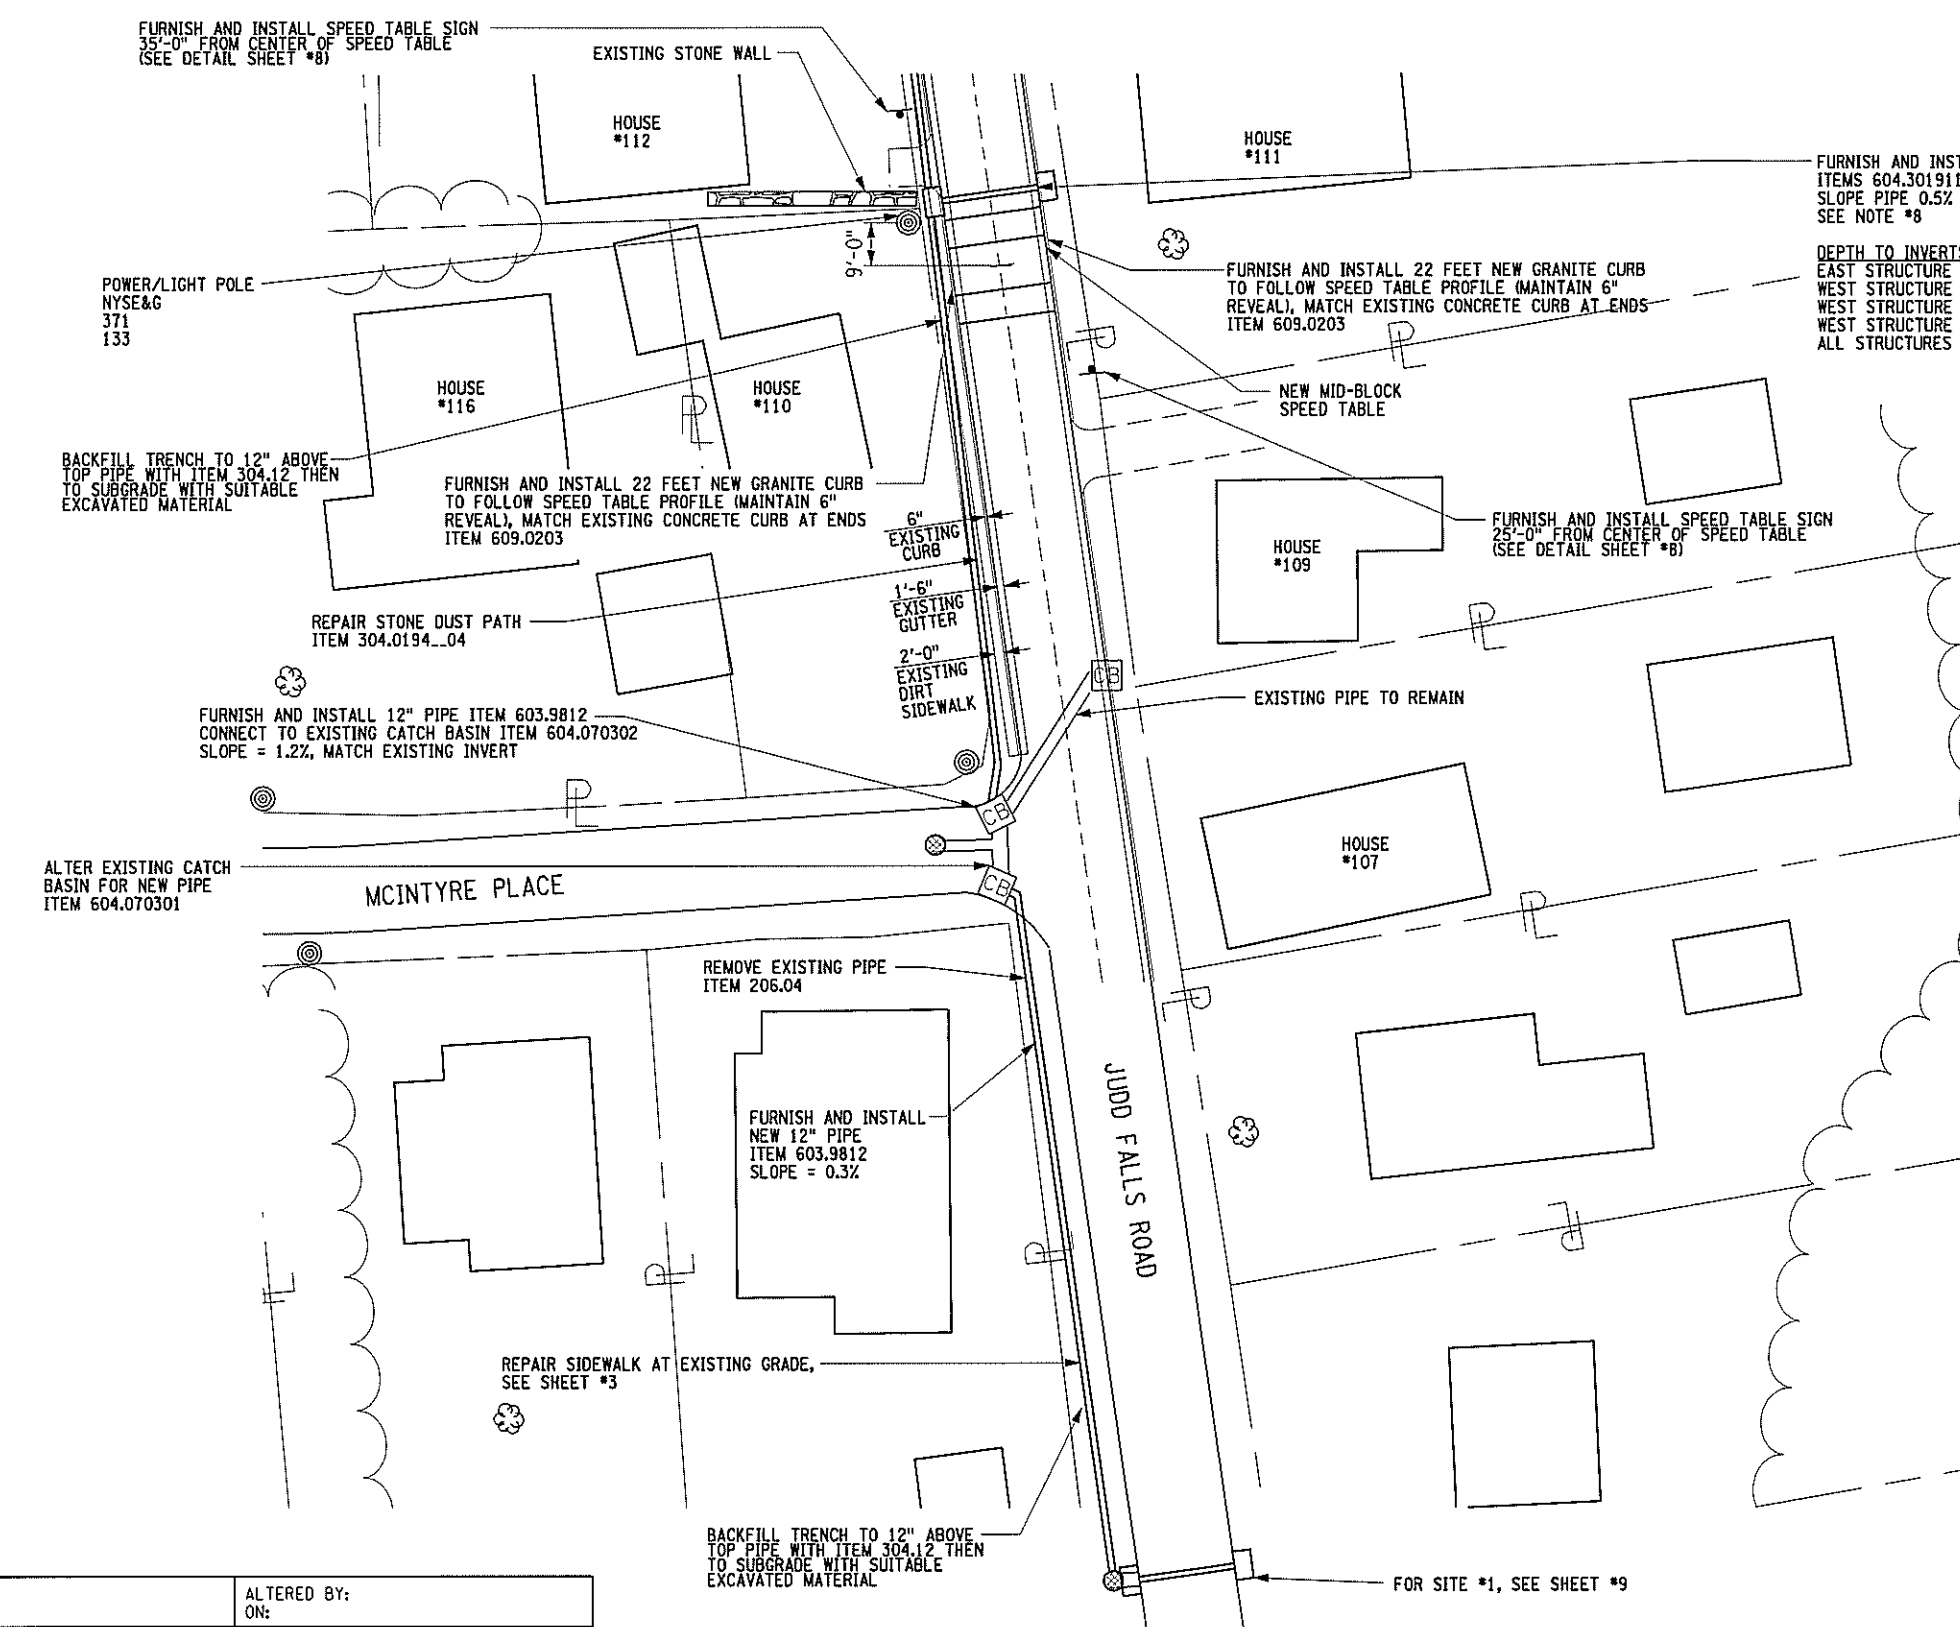 FURNISH AND INSTALL SPEED TABLE SIGN
35'-0" FROM CENTER OF SPEED TABLE
(SEE DETAIL SHEET #8)
EXISTING STONE WALL
HOUSE
#112
HOUSE
#111
FURNISH AND INST
ITEMS 604.301911
SLOPE PIPE 0.5%
SEE NOTE #8
DEPTH TO INVERTS
EAST STRUCTURE
WEST STRUCTURE
WEST STRUCTURE
WEST STRUCTURE
ALL STRUCTURES
9'-0"
POWER/LIGHT POLE
NYSE&G
371
133
FURNISH AND INSTALL 22 FEET NEW GRANITE CURB
TO FOLLOW SPEED TABLE PROFILE (MAINTAIN 6"
REVEAL), MATCH EXISTING CONCRETE CURB AT ENDS
ITEM 609.0203
PL
PL
HOUSE
#116
HOUSE
#110
PL
NEW MID-BLOCK
SPEED TABLE
BACKFILL TRENCH TO 12" ABOVE
TOP PIPE WITH ITEM 304.12 THEN
TO SUBGRADE WITH SUITABLE
EXCAVATED MATERIAL
FURNISH AND INSTALL 22 FEET NEW GRANITE CURB
TO FOLLOW SPEED TABLE PROFILE (MAINTAIN 6"
REVEAL), MATCH EXISTING CONCRETE CURB AT ENDS
ITEM 609.0203
6"
EXISTING
CURB
FURNISH AND INSTALL SPEED TABLE SIGN
25'-0" FROM CENTER OF SPEED TABLE
(SEE DETAIL SHEET #8)
HOUSE
#109
1'-6"
EXISTING
GUTTER
REPAIR STONE DUST PATH
ITEM 304.0194__04
PL
2'-0"
EXISTING
DIRT
SIDEWALK
CB
EXISTING PIPE TO REMAIN
FURNISH AND INSTALL 12" PIPE ITEM 603.9812
CONNECT TO EXISTING CATCH BASIN ITEM 604.070302
SLOPE = 1.2%, MATCH EXISTING INVERT
PL
CB
HOUSE
#107
ALTER EXISTING CATCH
BASIN FOR NEW PIPE
ITEM 604.070301
MCINTYRE PLACE
CB
PL
REMOVE EXISTING PIPE
ITEM 206.04
PL
FURNISH AND INSTALL
NEW 12" PIPE
ITEM 603.9812
SLOPE = 0.3%
JUDD FALLS ROAD
PL
PL
PL
PL
REPAIR SIDEWALK AT EXISTING GRADE,
SEE SHEET #3
BACKFILL TRENCH TO 12" ABOVE
TOP PIPE WITH ITEM 304.12 THEN
TO SUBGRADE WITH SUITABLE
EXCAVATED MATERIAL
FOR SITE #1, SEE SHEET #9
ALTERED BY:
ON: